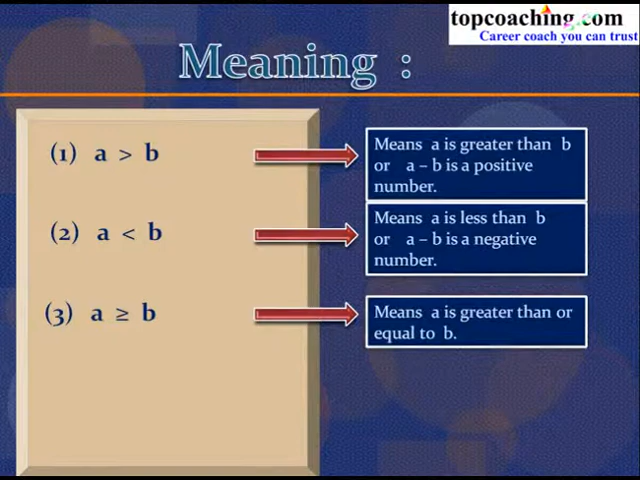 topcoaching.com
Career coach you can trust
Meaning :
(1) a > b
Means a is greater than b
or a – b is a positive
number.
(2) a < b
Means a is less than b
or a – b is a negative
number.
(3) a ≥ b
Means a is greater than or
equal to b.